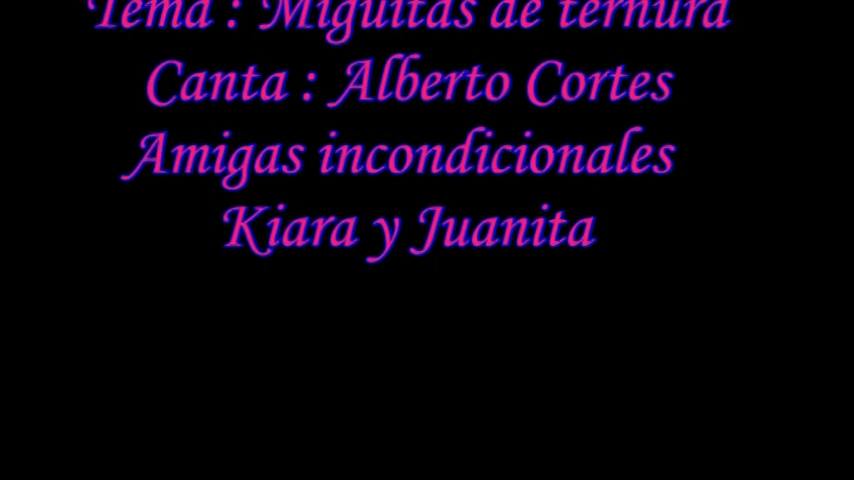 Tema : Miguitas de ternura
Canta : Alberto Cortes
Amigas incondicionales
Kiara y Juanita